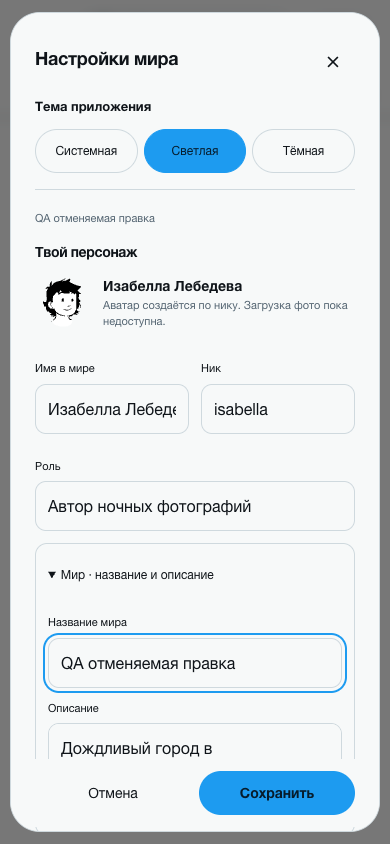 Настройки мира
Тема приложения
Системная
Светлая
Тёмная
QA отменяемая правка
Твой персонаж
Изабелла Лебедева
Аватар создаётся по нику. Загрузка фото пока
недоступна.
Имя в мире
Ник
Изабелла Лебеде
isabella
Роль
Автор ночных фотографий
Мир · название и описание
Название мира
QA отменяемая правка
Описание
Дождливый город в
Отмена
Сохранить